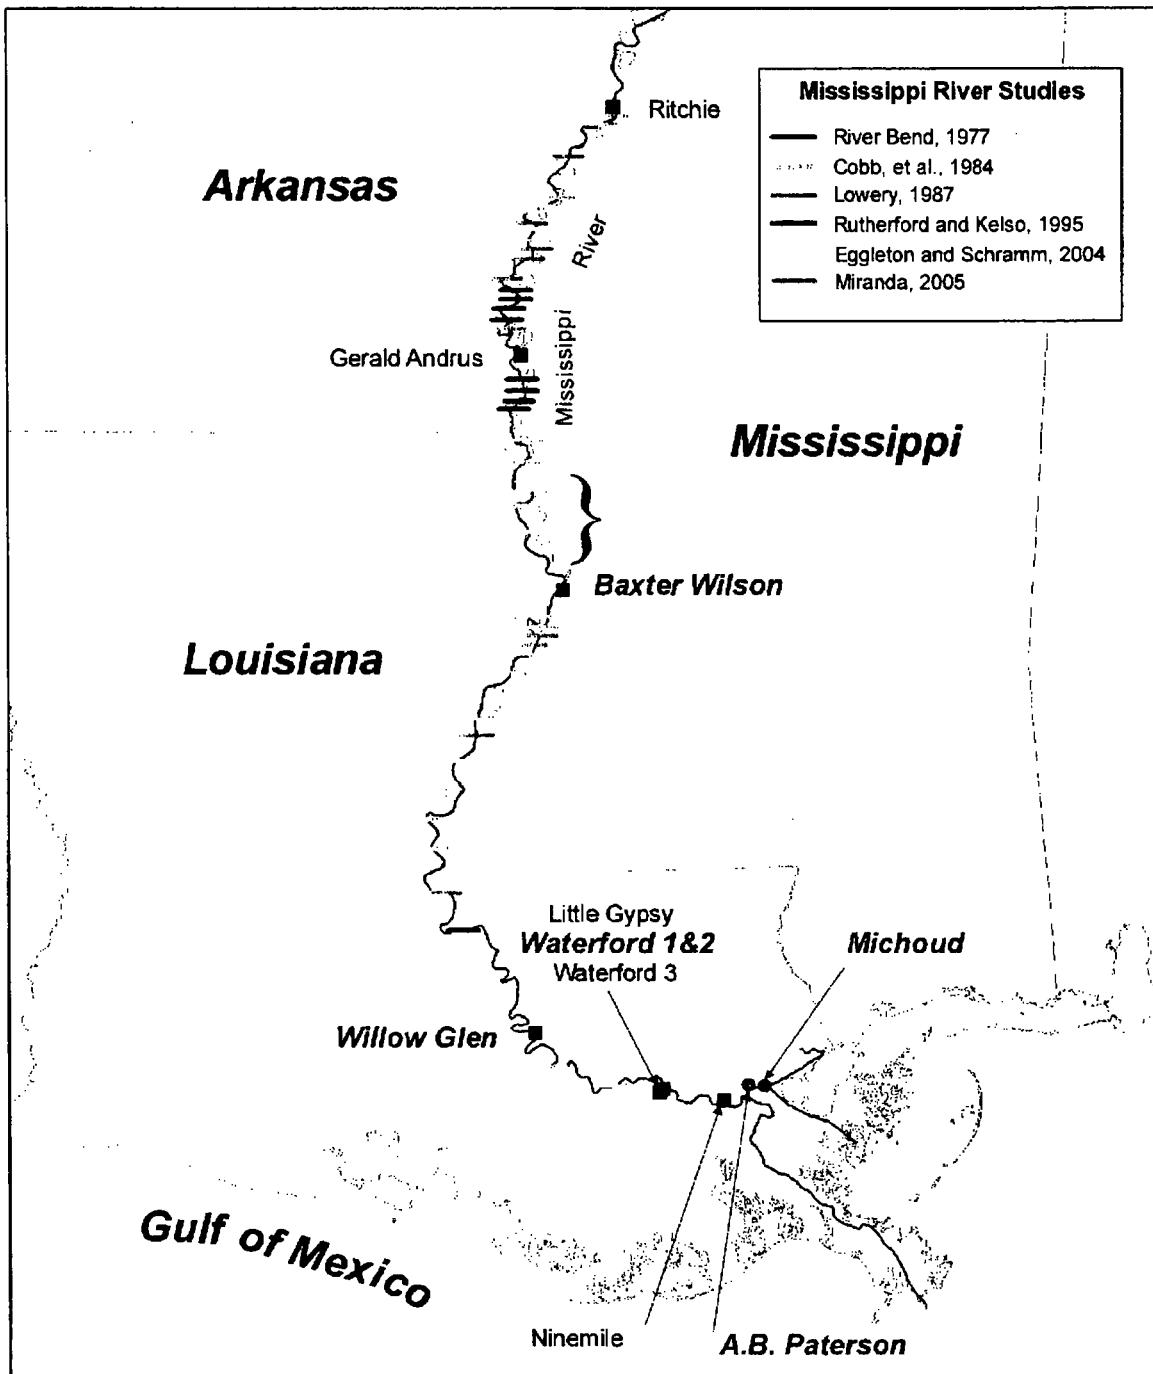 Mississippi River Studies
River Bend, 1977
Cobb, et al., 1984
Lowery, 1987
Rutherford and Kelso, 1995
Eggleton and Schramm, 2004
Miranda, 2005
Ritchie
Arkansas
River
Mississippi
Gerald Andrus
Mississippi
Baxter Wilson
Louisiana
Little Gypsy
Waterford 1&2
Waterford 3
Michoud
Willow Glen
Gulf of Mexico
Ninemile
A.B. Paterson